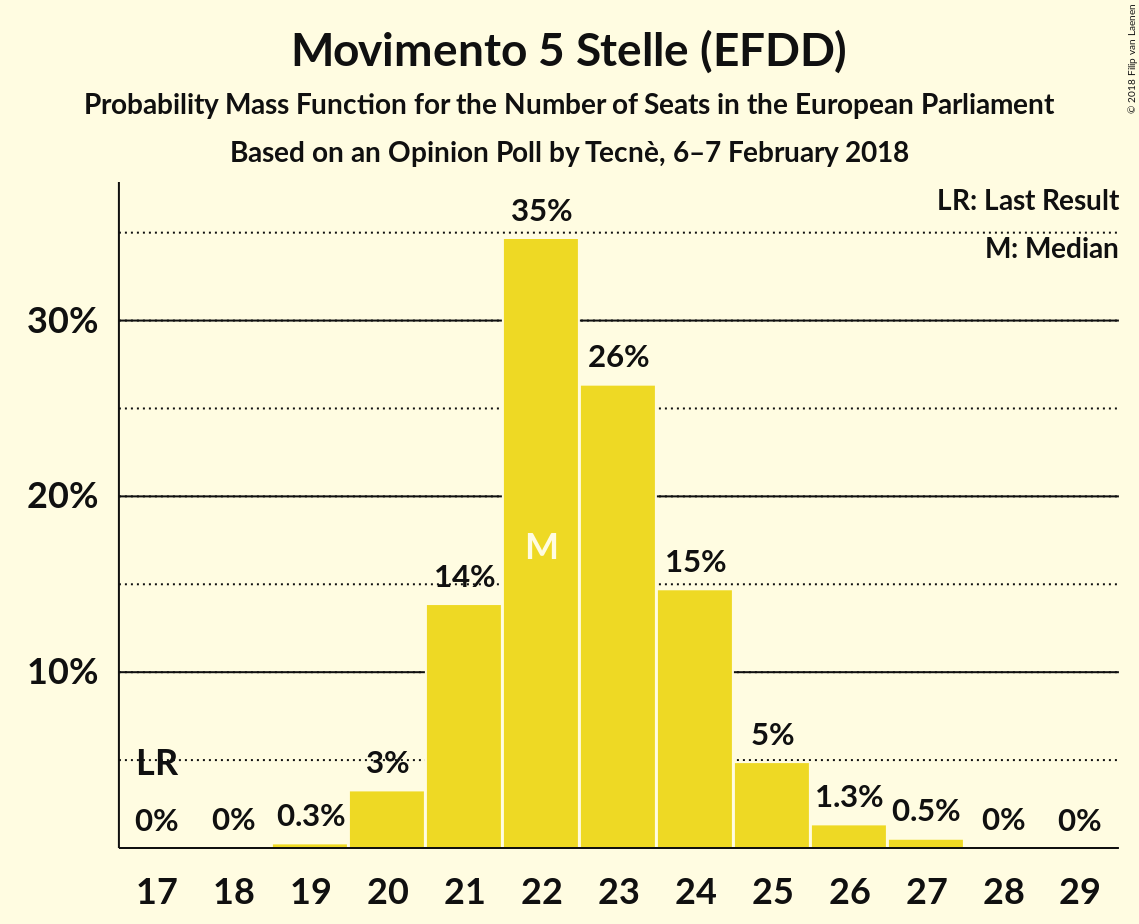 Movimento 5 Stelle (EFDD)
Probability Mass Function for the Number of Seats in the European Parliament
Based on an Opinion Poll by Tecnè, 6–7 February 2018
© 2018 Filip van Laenen
LR: Last Result
M: Median
30%
20%
10%
LR
0%
0%
0.3%
3%
14%
35%
M
26%
15%
5%
1.3%
0.5%
0%
0%
17 18 19 20 21 22 23 24 25 26 27 28 29